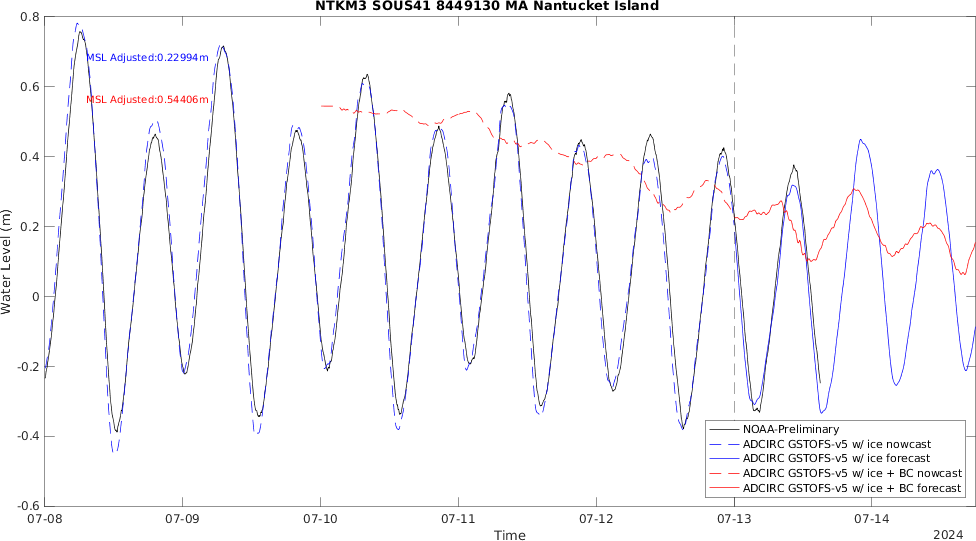 NTKM3 SOUS41 8449130 MA Nantucket Island
MSL Adjusted:0.22994m
MSL Adjusted:0.54406m
Water Level (m)
0.8
0.6
0.4
0.2
0
-0.2
-0.4
-0.6
07-08
07-09
07-10
07-11
07-12
07-13
07-14
Time
2024
NOAA-Preliminary
ADCIRC GSTOFS-v5 w/ ice nowcast
ADCIRC GSTOFS-v5 w/ ice forecast
ADCIRC GSTOFS-v5 w/ ice + BC nowcast
ADCIRC GSTOFS-v5 w/ ice + BC forecast